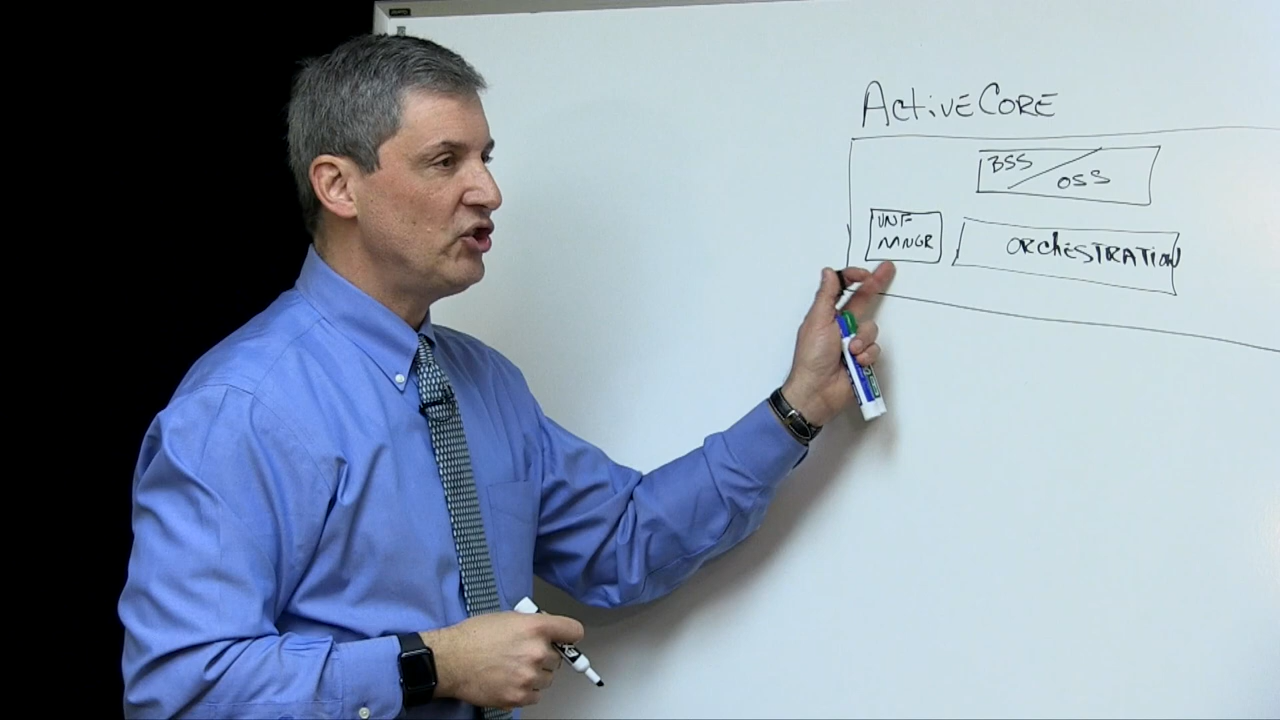 ActiveCore
BSS
OSS
VNF
MNGR
ORCHESTRATION